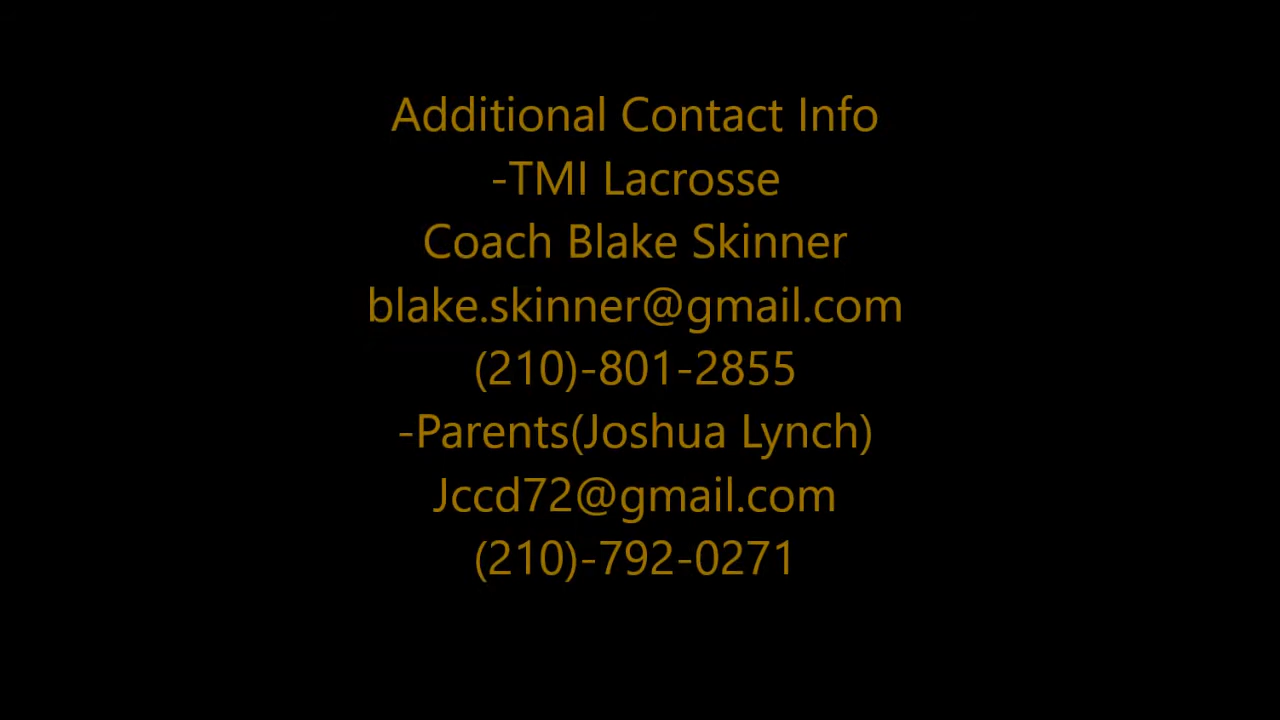 Additional Contact Info
-TMI Lacrosse
Coach Blake Skinner
blake.skinner@gmail.com
(210)-801-2855
-Parents(Joshua Lynch)
Jccd72@gmail.com
(210)-792-0271